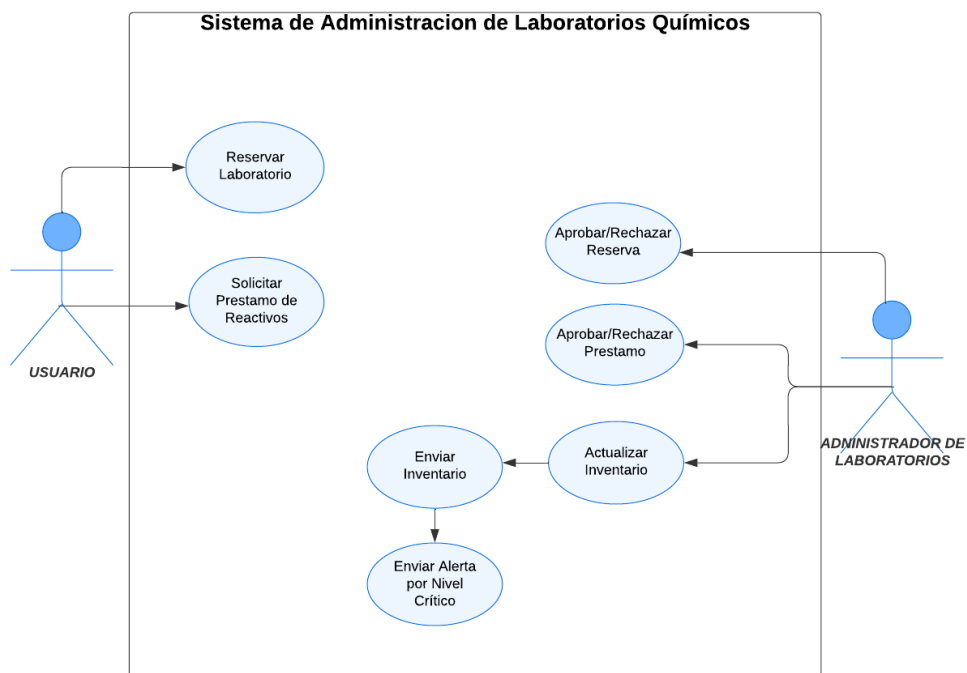 Sistema de Administracion de Laboratorios Químicos
Reservar
Laboratorio
Solicitar
Prestamo de
Reactivos
USUARIO
Aprobar/Rechazar
Reserva
Aprobar/Rechazar
Prestamo
Actualizar
Inventario
Enviar
Inventario
Enviar Alerta
por Nivel
Crítico
ADNINISTRADOR DE
LABORATORIOS